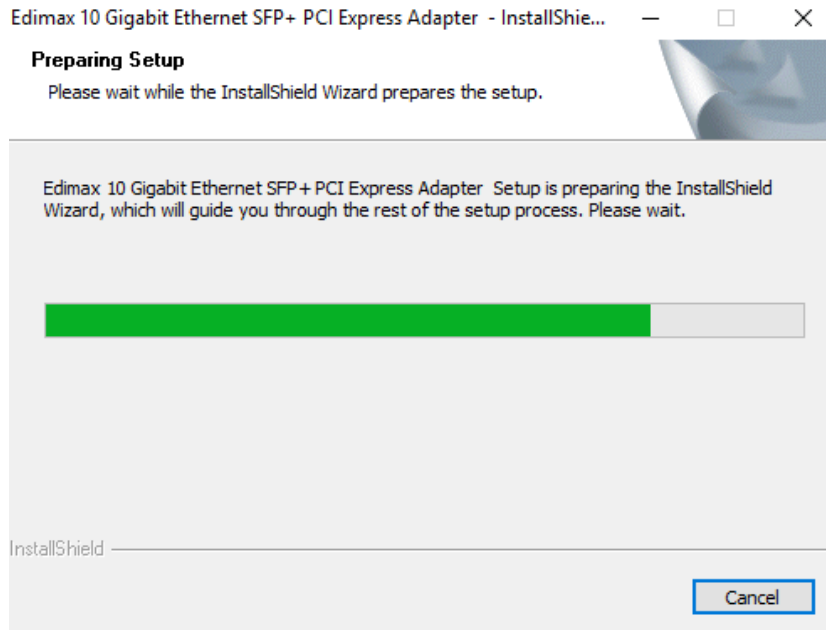 Edimax 10 Gigabit Ethernet SFP+ PCI Express Adapter - InstallShie...
Preparing Setup
Please wait while the InstallShield Wizard prepares the setup.
Edimax 10 Gigabit Ethernet SFP+ PCI Express Adapter Setup is preparing the InstallShield
Wizard, which will guide you through the rest of the setup process. Please wait.
InstallShield
Cancel